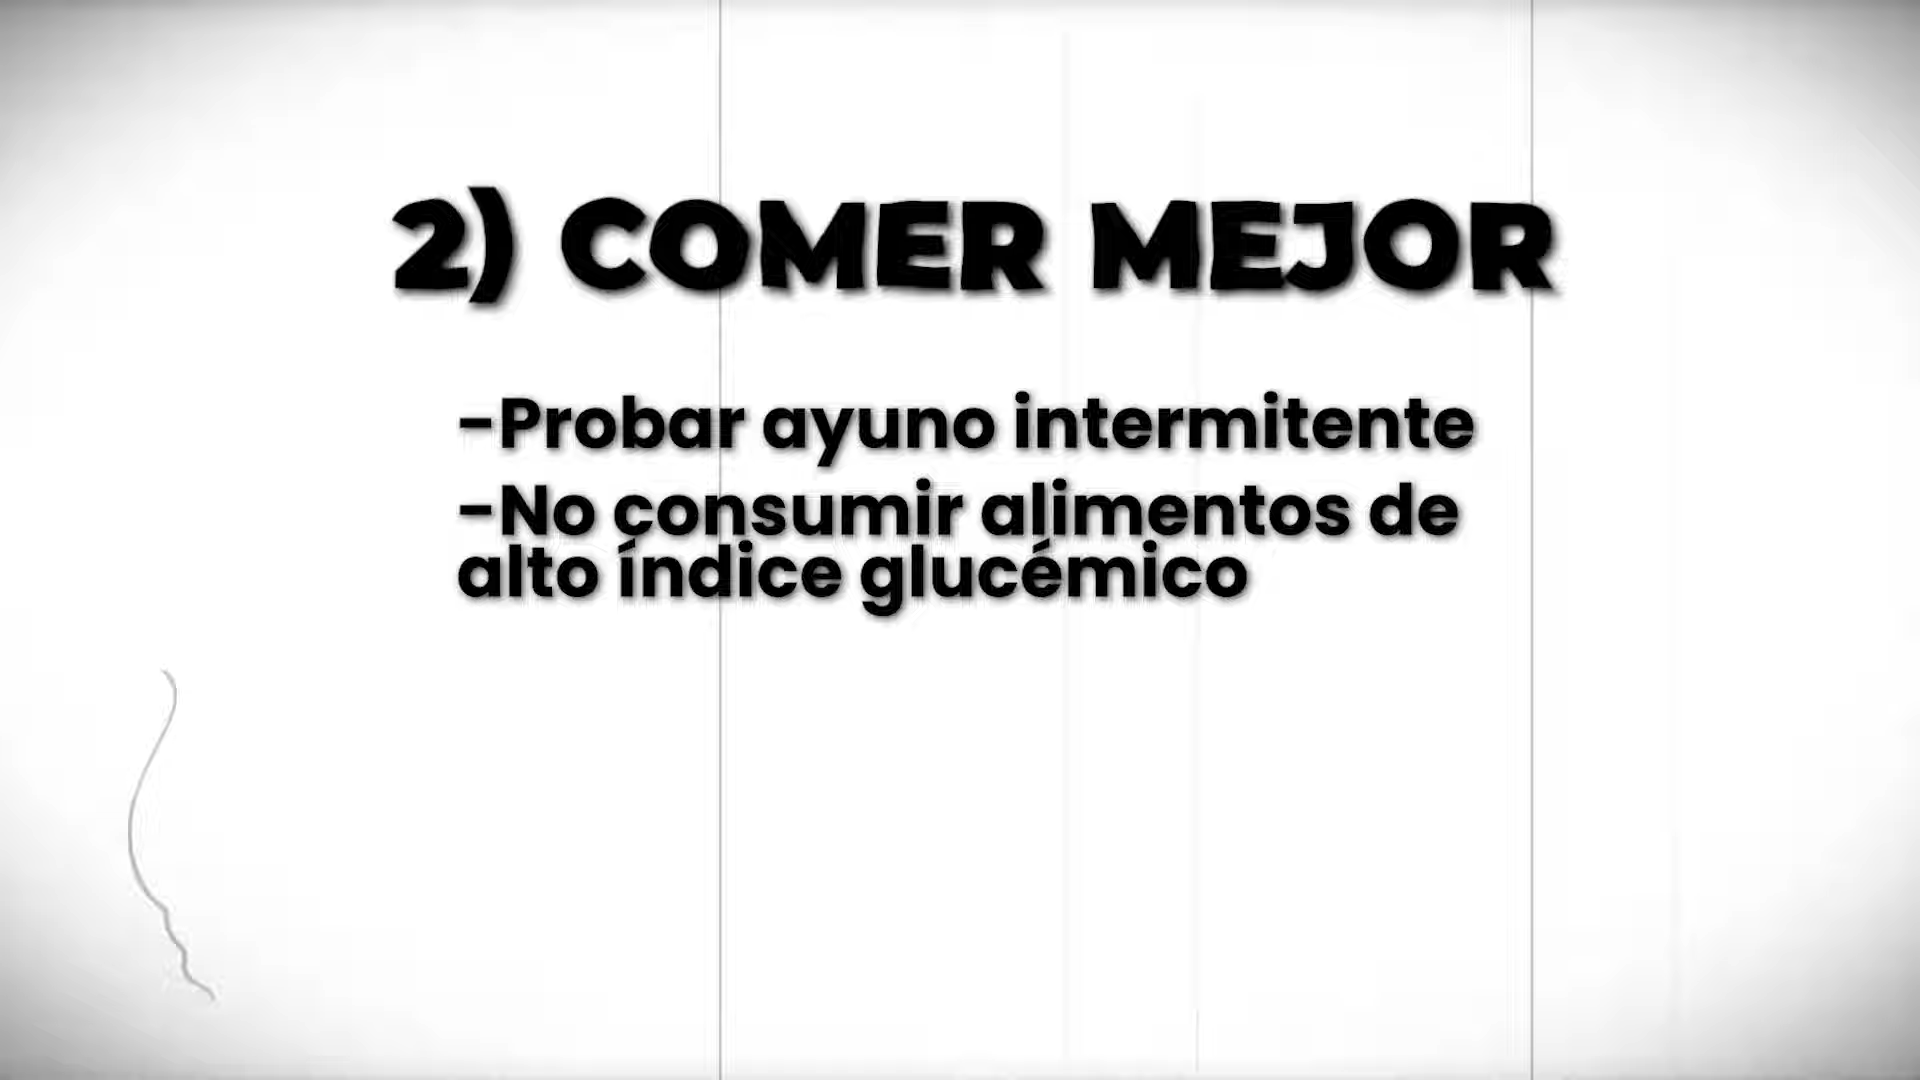 2) COMER MEJOR
-Probar ayuno intermitente
-No consumir alimentos de
alto índice glucémico